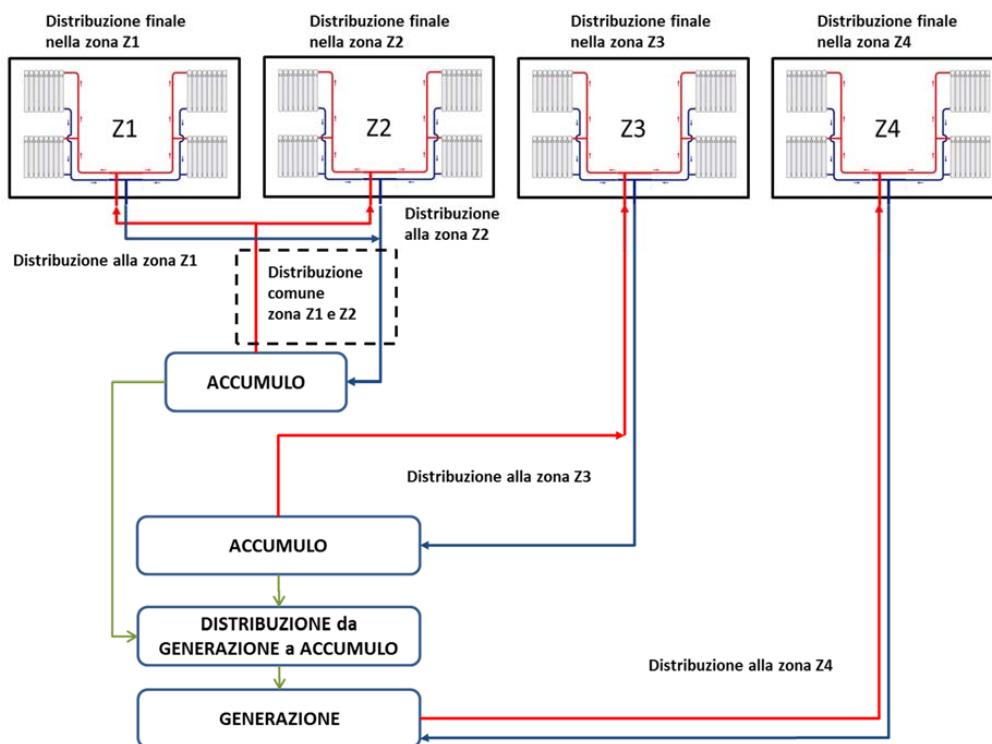 Distribuzione finale
nella zona Z1
Distribuzione finale
nella zona Z2
Distribuzione finale
nella zona Z3
Distribuzione finale
nella zona Z4
Z1
Z2
Z3
Z4
Distribuzione
alla zona Z2
Distribuzione alla zona Z1
Distribuzione
comune
zona Z1 e Z2
ACCUMULO
Distribuzione alla zona Z3
ACCUMULO
DISTRIBUZIONE da
GENERAZIONE a ACCUMULO
Distribuzione alla zona Z4
GENERAZIONE